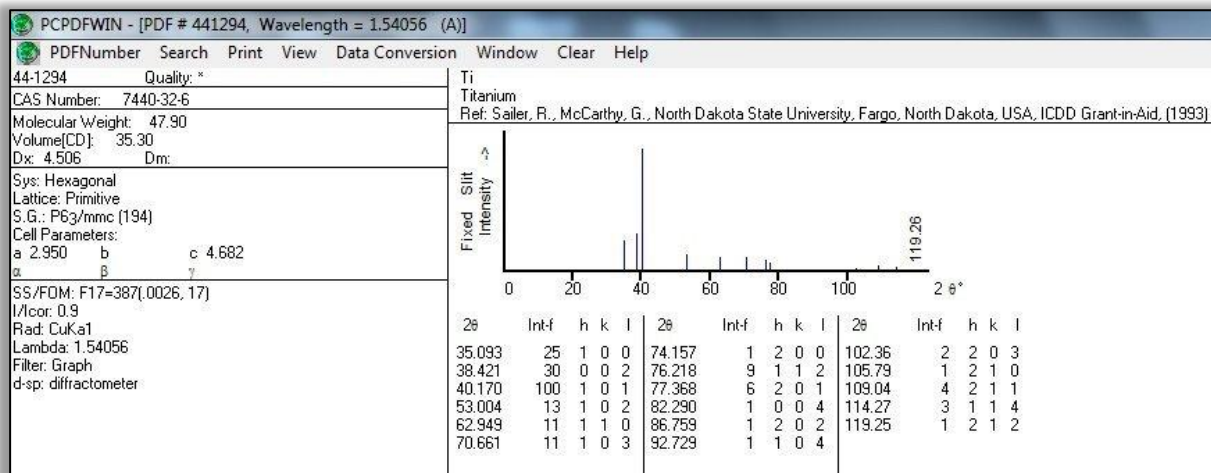 PCPDFWIN - [PDF # 441294, Wavelength = 1.54056 (A)]
PDFNumber Search Print View Data Conversion Window Clear Help
44-1294 Quality: *
CAS Number: 7440-32-6
Molecular Weight: 47.90
Volume[CD]: 35.30
Dx: 4.506 Dm:
Sys: Hexagonal
Lattice: Primitive
S.G.: P63/mmc (194)
Cell Parameters:
a 2.950 b c 4.682
α β γ
SS/FOM: F17=387(.0026, 17)
I/Icor: 0.9
Rad: CuKa1
Lambda: 1.54056
Filter: Graph
d-sp: diffractometer
Ti
Titanium
Ref: Sailer, R., McCarthy, G., North Dakota State University, Fargo, North Dakota, USA, ICDD Grant-in-Aid, (1993)
Fixed Slit
Intensity ->
119.26
0 20 40 60 80 100 2 θ°
2θ Int-f h k l 2θ Int-f h k l 2θ Int-f h k l
35.093 25 1 0 0 74.157 1 2 0 0 102.36 2 2 0 3
38.421 30 0 0 2 76.218 9 1 1 2 105.79 1 2 1 0
40.170 100 1 0 1 77.368 6 2 0 1 109.04 4 2 1 1
53.004 13 1 0 2 82.290 1 0 0 4 114.27 3 1 1 4
62.949 11 1 1 0 86.759 1 2 0 2 119.25 1 2 1 2
70.661 11 1 0 3 92.729 1 1 0 4